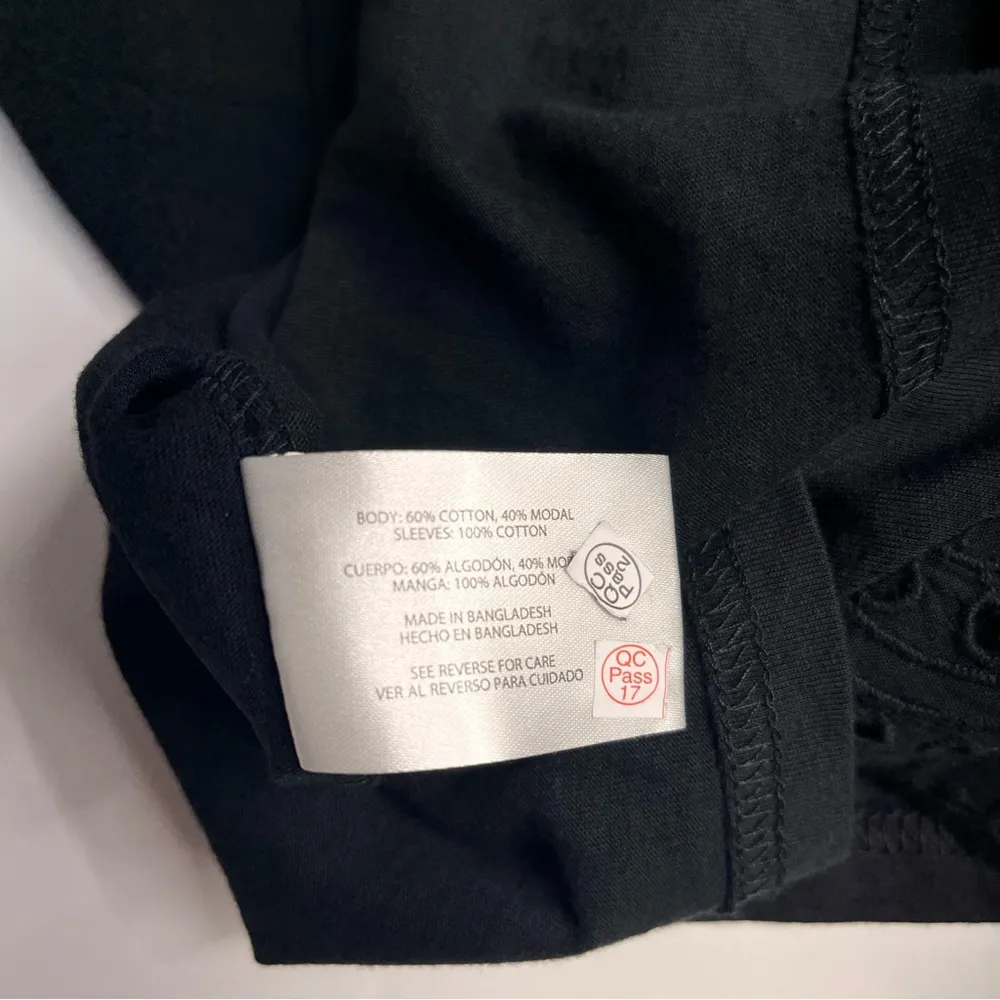 BODY: 60% COTTON, 40% MODAL
SLEEVES: 100% COTTON
CUERPO: 60% ALGODÓN, 40% MO
MANGA: 100% ALGODÓN
MADE IN BANGLADESH
HECHO EN BANGLADESH
SEE REVERSE FOR CARE
VER AL REVERSO PARA CUIDADO
QC
Pass
17